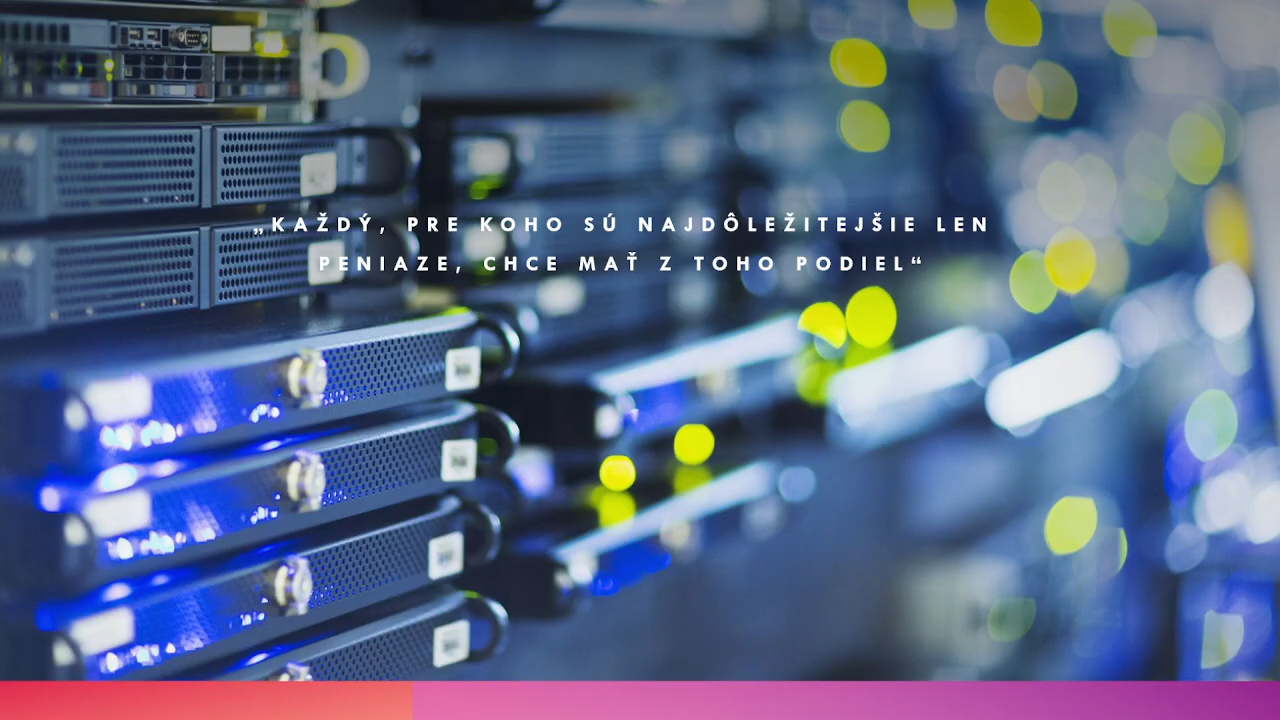 „KAŽDÝ, PRE KOHO SÚ NAJDÔLEŽITEJŠIE LEN
PENIAZE, CHCE MAŤ Z TOHO PODIEL“